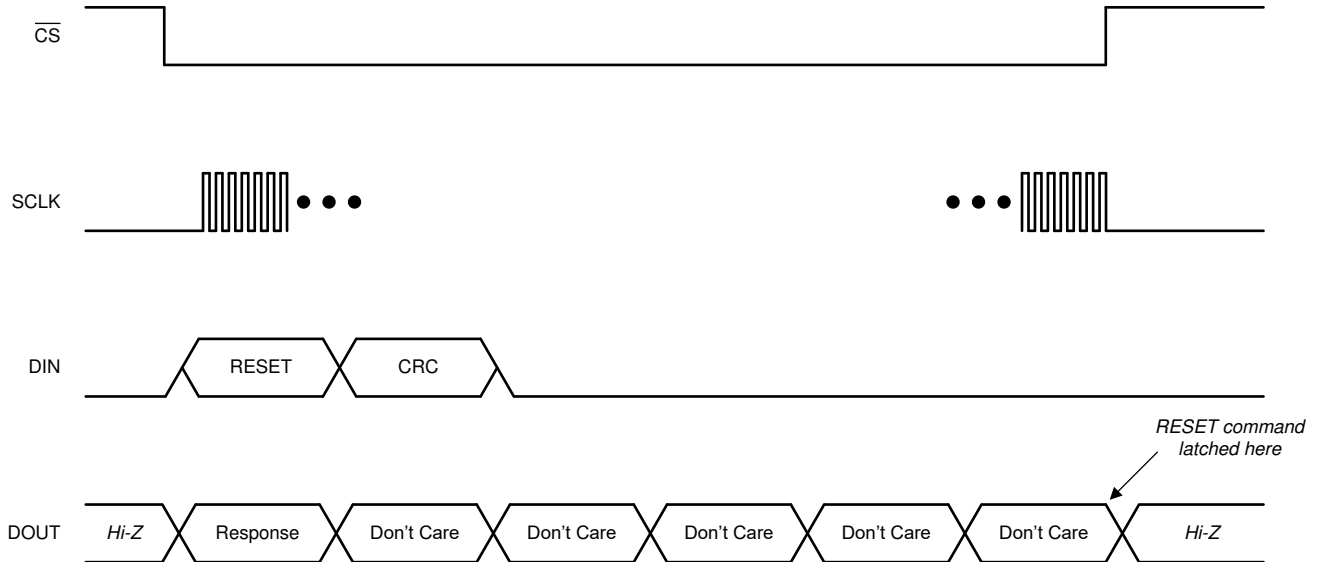 CS
SCLK
DIN
RESET
CRC
RESET command
latched here
DOUT
Hi-Z
Response
Don't Care
Don't Care
Don't Care
Don't Care
Don't Care
Hi-Z